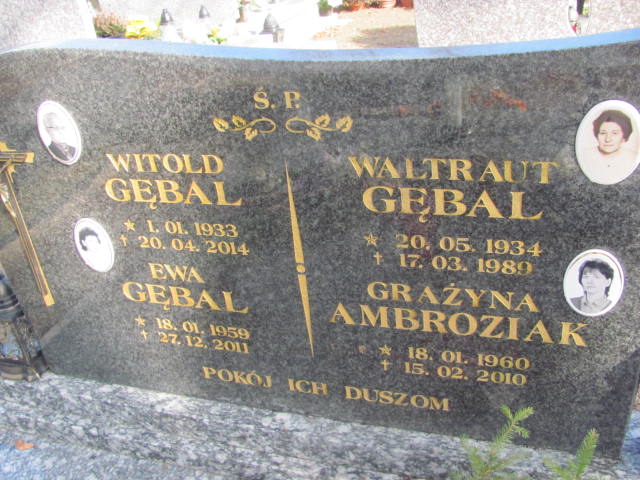 Ś. P.
WITOLD
GĘBAL
* 1. 01. 1933
† 20. 04. 2014
EWA
GĘBAL
* 18. 01. 1959
† 27. 12. 2011
WALTRAUT
GĘBAL
* 20. 05. 1934
† 17. 03. 1989
GRAŻYNA
AMBROZIAK
* 18. 01. 1960
† 15. 02. 2010
POKÓJ ICH DUSZOM